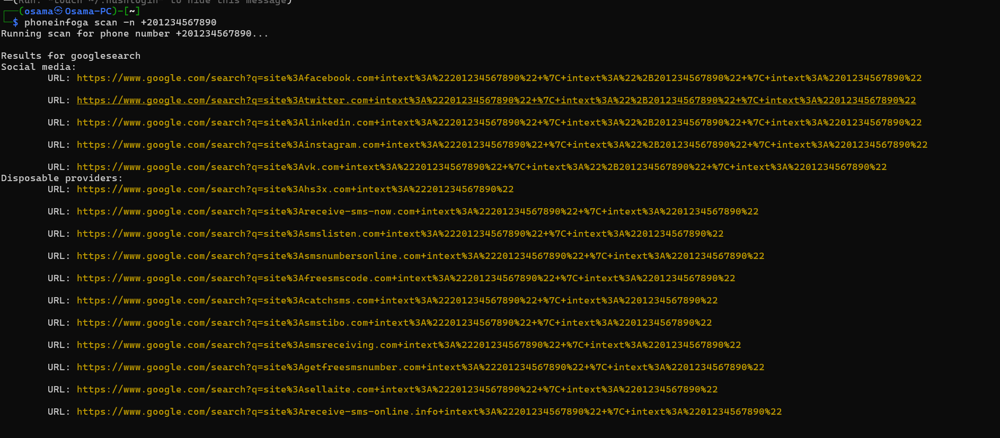 (Run: "touch ~/.hushlogin" to hide this message)
(osama㉿Osama-PC)-[~]
$ phoneinfoga scan -n +201234567890
Running scan for phone number +201234567890...
Results for googlesearch
Social media:
URL: https://www.google.com/search?q=site%3Afacebook.com+intext%3A%22201234567890%22+%7C+intext%3A%22%2B201234567890%22+%7C+intext%3A%2201234567890%22
URL: https://www.google.com/search?q=site%3Atwitter.com+intext%3A%22201234567890%22+%7C+intext%3A%22%2B201234567890%22+%7C+intext%3A%2201234567890%22
URL: https://www.google.com/search?q=site%3Alinkedin.com+intext%3A%22201234567890%22+%7C+intext%3A%22%2B201234567890%22+%7C+intext%3A%2201234567890%22
URL: https://www.google.com/search?q=site%3Ainstagram.com+intext%3A%22201234567890%22+%7C+intext%3A%22%2B201234567890%22+%7C+intext%3A%2201234567890%22
URL: https://www.google.com/search?q=site%3Avk.com+intext%3A%22201234567890%22+%7C+intext%3A%22%2B201234567890%22+%7C+intext%3A%2201234567890%22
Disposable providers:
URL: https://www.google.com/search?q=site%3Ahs3x.com+intext%3A%22201234567890%22
URL: https://www.google.com/search?q=site%3Areceive-sms-now.com+intext%3A%22201234567890%22+%7C+intext%3A%2201234567890%22
URL: https://www.google.com/search?q=site%3Asmslisten.com+intext%3A%22201234567890%22+%7C+intext%3A%2201234567890%22
URL: https://www.google.com/search?q=site%3Asmsnumbersonline.com+intext%3A%22201234567890%22+%7C+intext%3A%2201234567890%22
URL: https://www.google.com/search?q=site%3Afreesmscode.com+intext%3A%22201234567890%22+%7C+intext%3A%2201234567890%22
URL: https://www.google.com/search?q=site%3Acatchsms.com+intext%3A%22201234567890%22+%7C+intext%3A%2201234567890%22
URL: https://www.google.com/search?q=site%3Asmstibo.com+intext%3A%22201234567890%22+%7C+intext%3A%2201234567890%22
URL: https://www.google.com/search?q=site%3Asmsreceiving.com+intext%3A%22201234567890%22+%7C+intext%3A%2201234567890%22
URL: https://www.google.com/search?q=site%3Agetfreesmsnumber.com+intext%3A%22201234567890%22+%7C+intext%3A%2201234567890%22
URL: https://www.google.com/search?q=site%3Asellaite.com+intext%3A%22201234567890%22+%7C+intext%3A%2201234567890%22
URL: https://www.google.com/search?q=site%3Areceive-sms-online.info+intext%3A%22201234567890%22+%7C+intext%3A%2201234567890%22